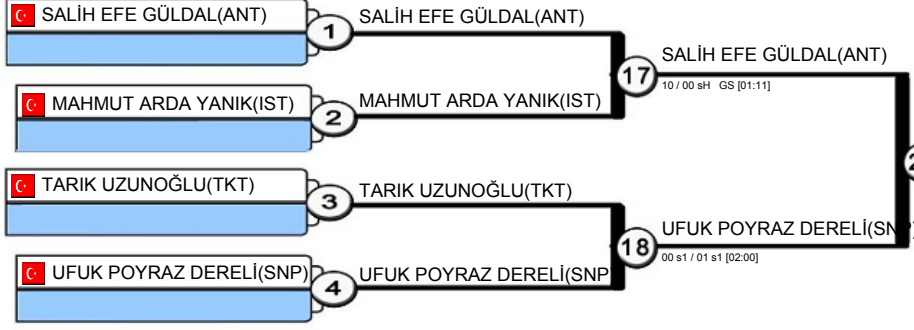 SALİH EFE GÜLDAL(ANT)
1
SALİH EFE GÜLDAL(ANT)
17
SALİH EFE GÜLDAL(ANT)
10 / 00 sH GS [01:11]
MAHMUT ARDA YANIK(IST)
2
MAHMUT ARDA YANIK(IST)
TARIK UZUNOĞLU(TKT)
3
TARIK UZUNOĞLU(TKT)
18
UFUK POYRAZ DERELİ(SNP)
00 s1 / 01 s1 [02:00]
UFUK POYRAZ DERELİ(SNP)
4
UFUK POYRAZ DERELİ(SNP